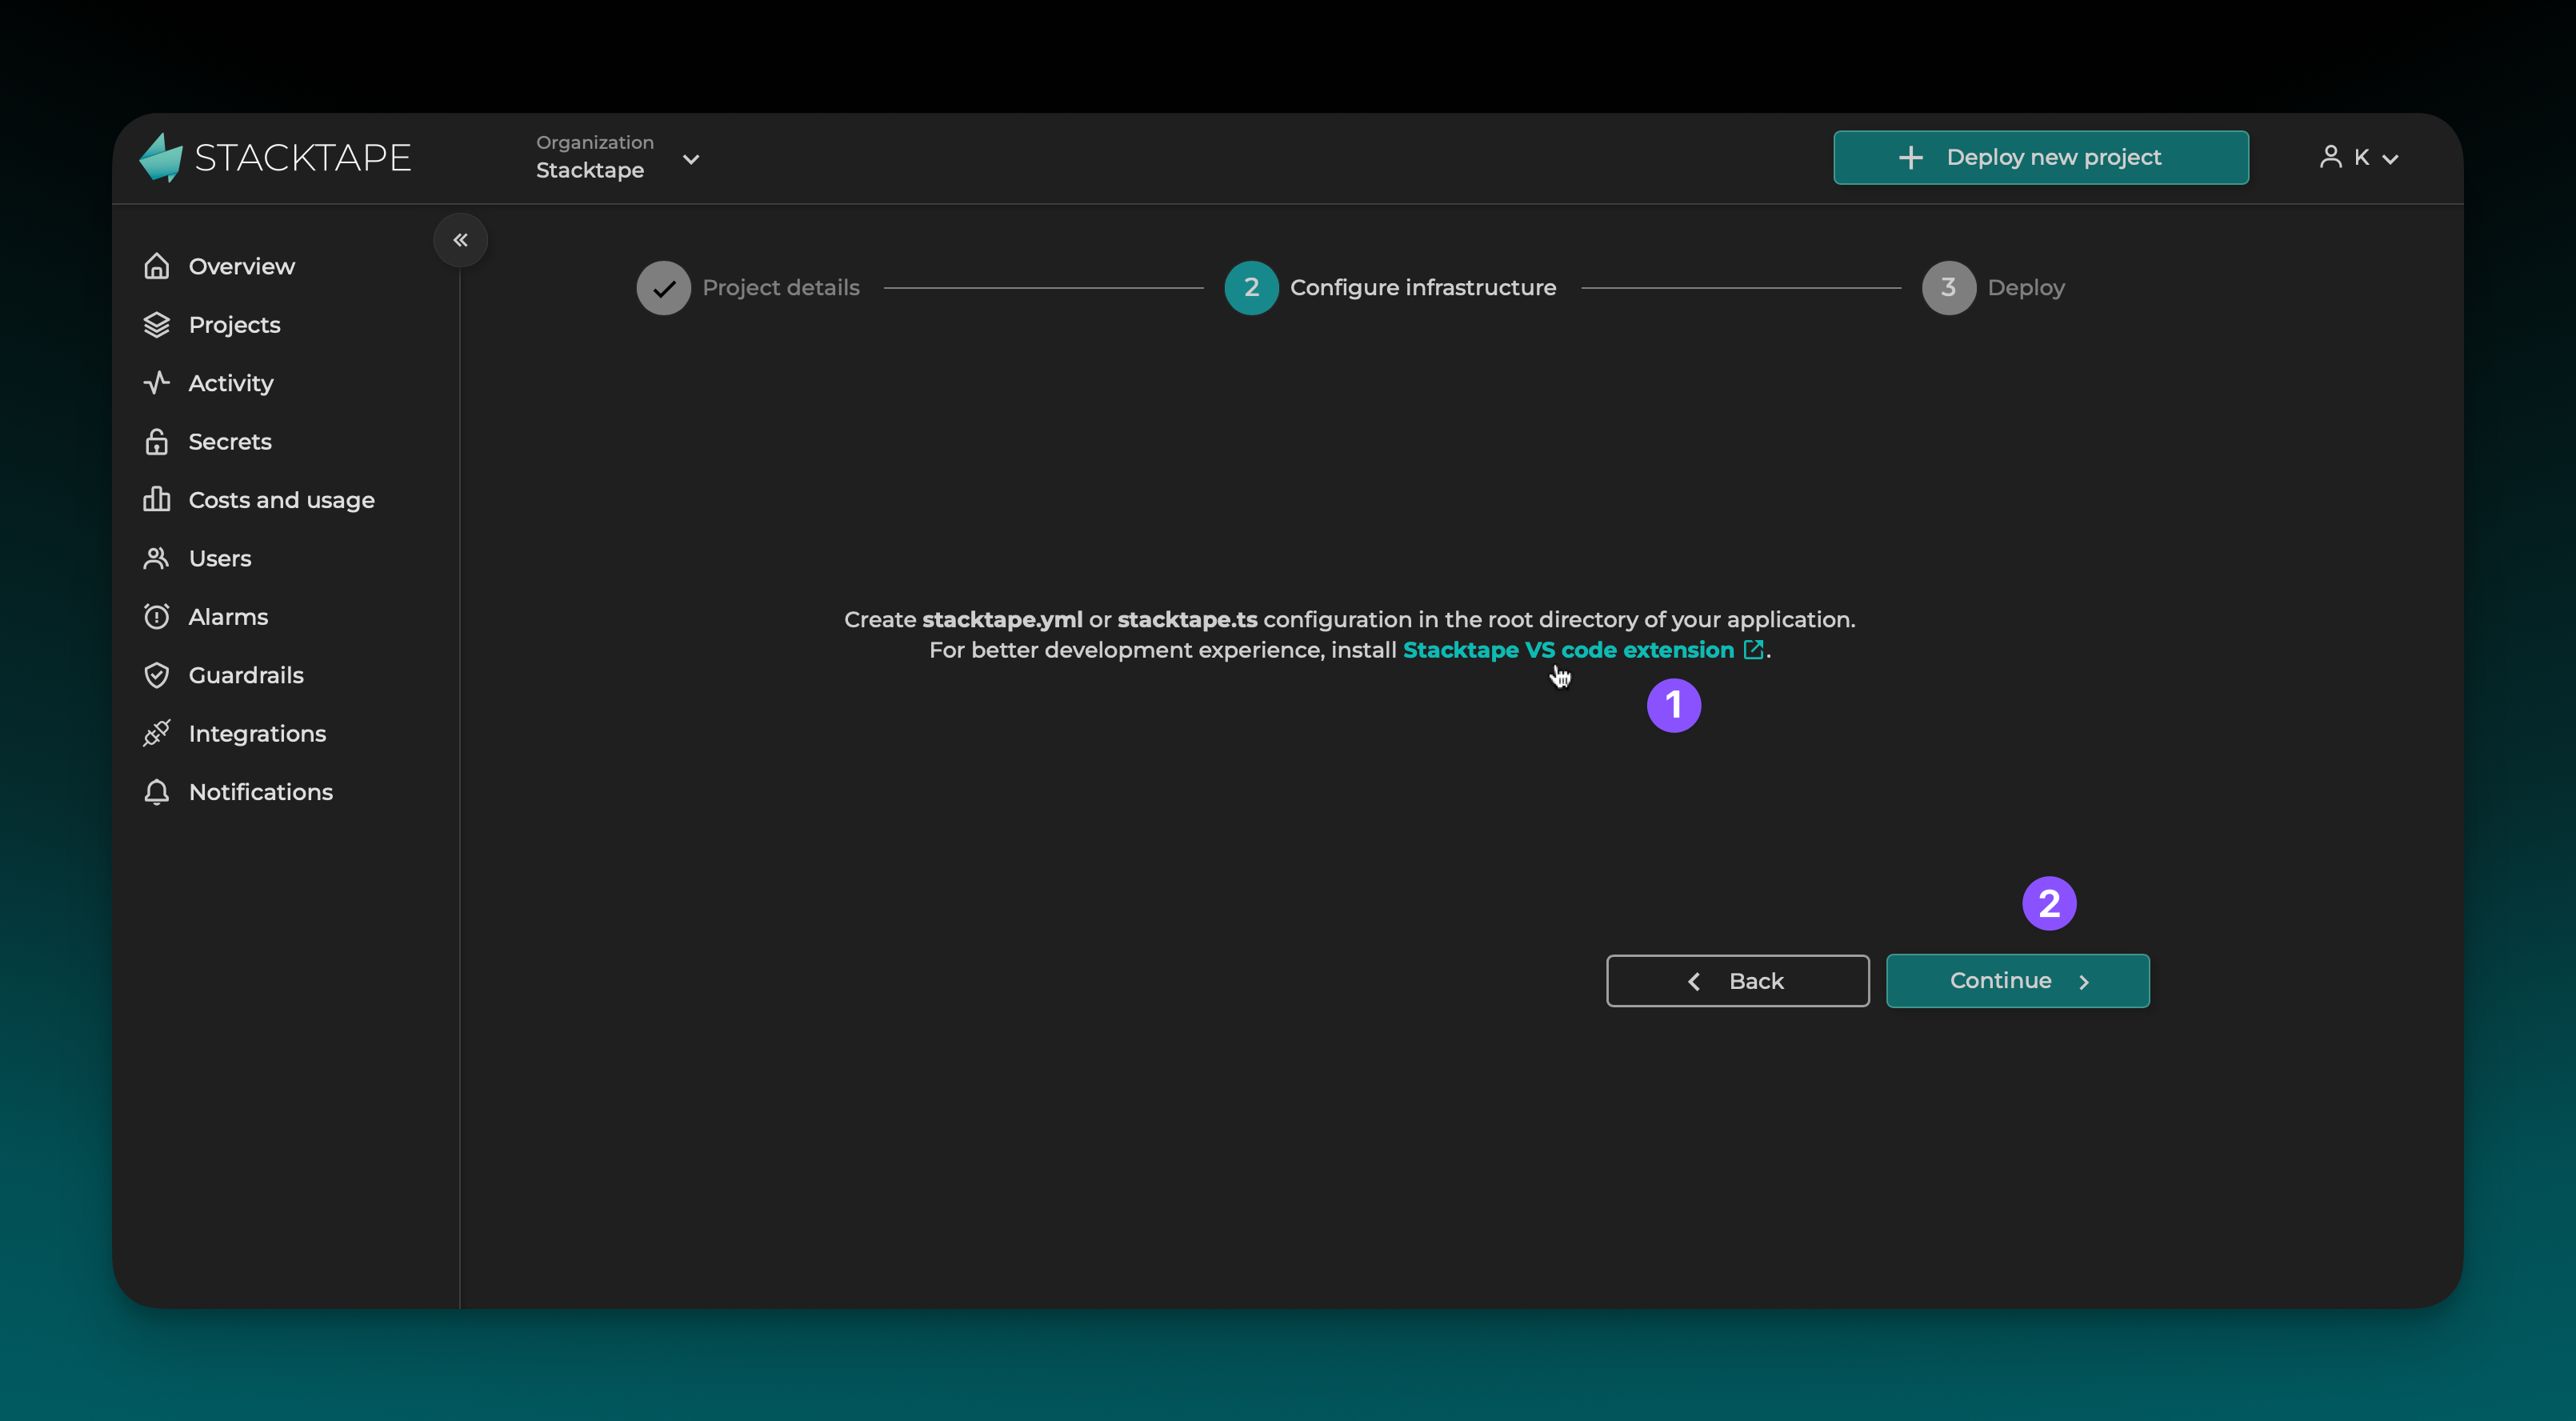 STACKTAPE
Organization
Stacktape
Deploy new project
K
Overview
Projects
Activity
Secrets
Costs and usage
Users
Alarms
Guardrails
Integrations
Notifications
Project details
2 Configure infrastructure
3 Deploy
Create stacktape.yml or stacktape.ts configuration in the root directory of your application.
For better development experience, install Stacktape VS code extension .
1
2
Back
Continue